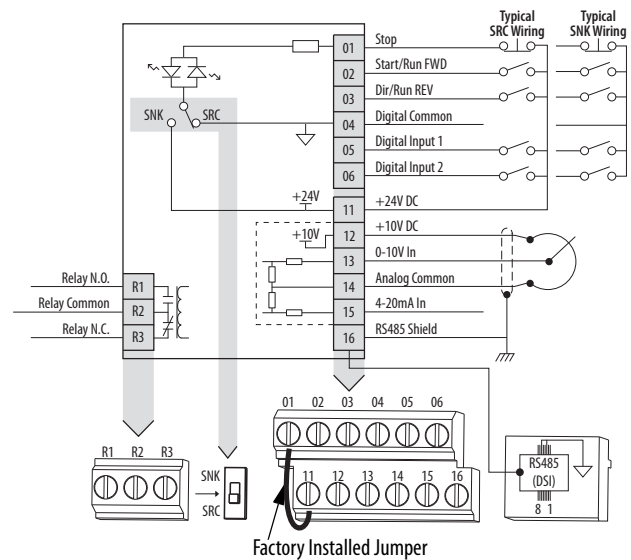 Typical
SRC Wiring
Typical
SNK Wiring
01 Stop
02 Start/Run FWD
03 Dir/Run REV
SNK SRC
04 Digital Common
05 Digital Input 1
06 Digital Input 2
+24V
11 +24V DC
+10V
12 +10V DC
13 0-10V In
14 Analog Common
15 4-20mA In
16 RS485 Shield
Relay N.O. R1
Relay Common R2
Relay N.C. R3
01 02 03 04 05 06
R1 R2 R3
SNK
SRC
11 12 13 14 15 16
RS485
(DSI)
8 1
Factory Installed Jumper